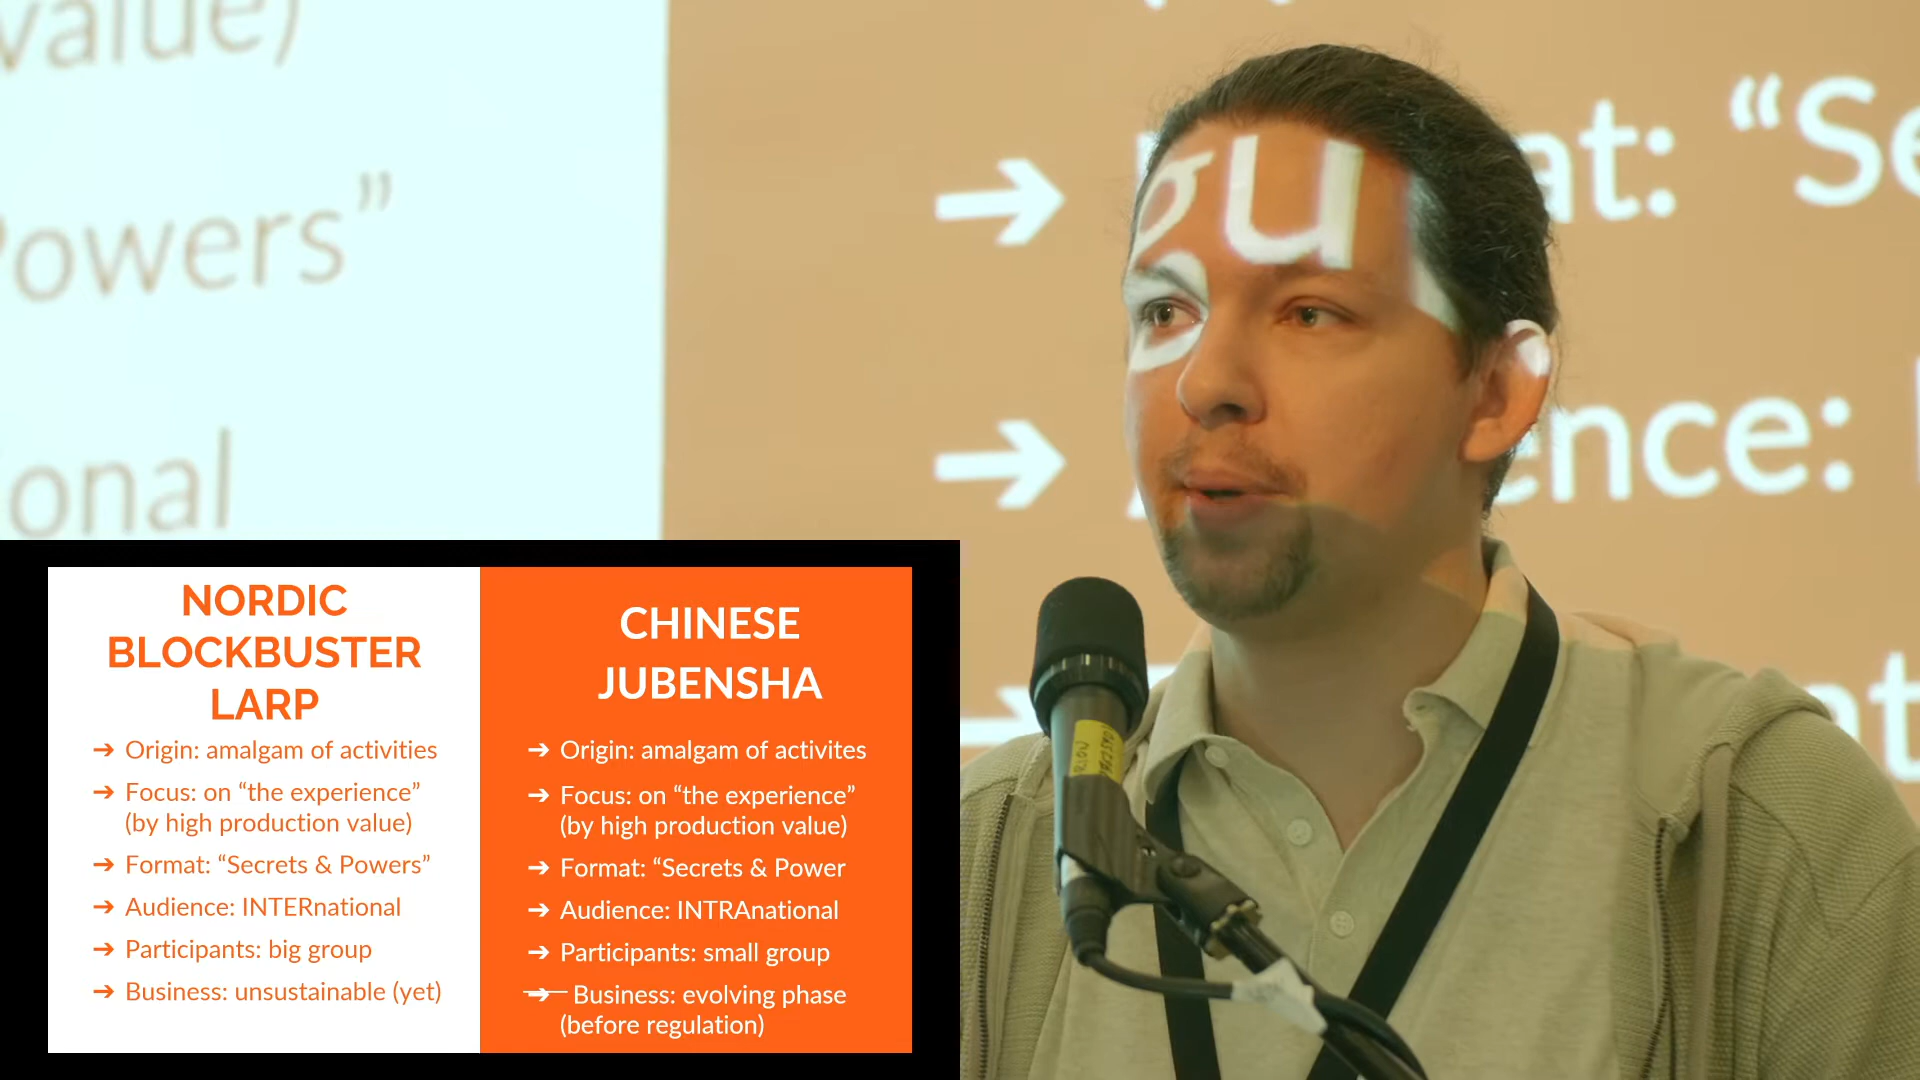 value)
Powers”
onal
➔ at: “Se
➔ ence:
gu
NORDIC
BLOCKBUSTER
LARP
➔ Origin: amalgam of activities
➔ Focus: on “the experience”
(by high production value)
➔ Format: “Secrets & Powers”
➔ Audience: INTERnational
➔ Participants: big group
➔ Business: unsustainable (yet)
CHINESE
JUBENSHA
➔ Origin: amalgam of activites
➔ Focus: on “the experience”
(by high production value)
➔ Format: “Secrets & Power
➔ Audience: INTRAnational
➔ Participants: small group
➔ Business: evolving phase
(before regulation)